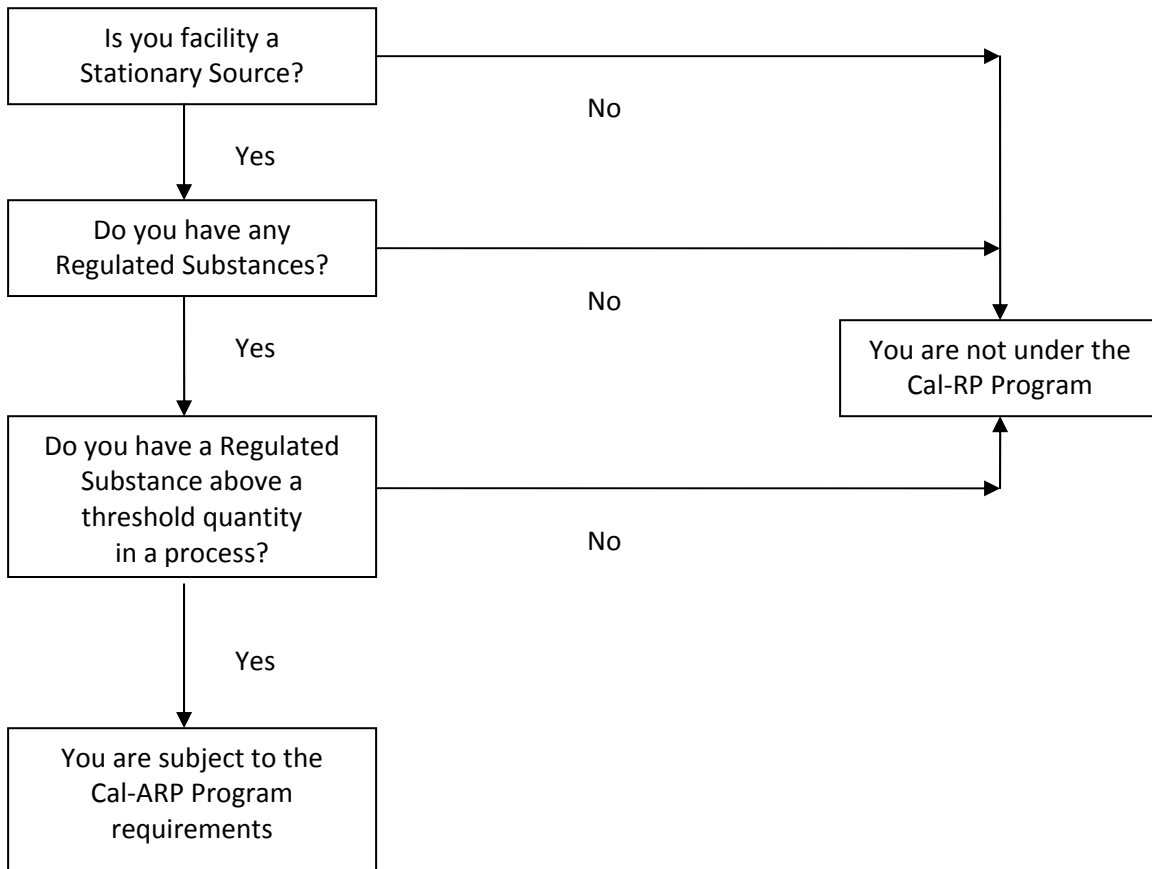 Is you facility a
Stationary Source?
No
Yes
Do you have any
Regulated Substances?
No
Yes
You are not under the
Cal-RP Program
Do you have a Regulated
Substance above a
threshold quantity
in a process?
No
Yes
You are subject to the
Cal-ARP Program
requirements